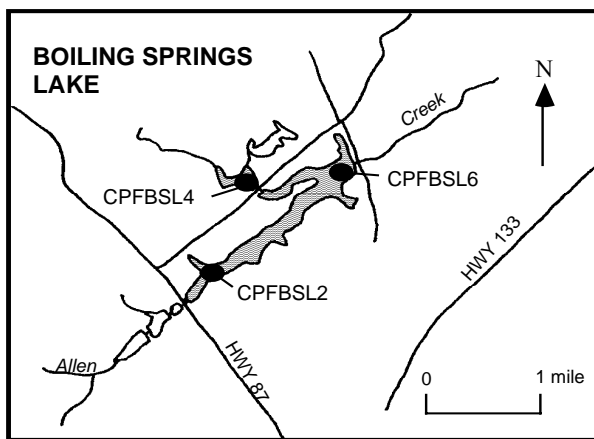 BOILING SPRINGS
LAKE
N
Creek
CPFBSL4
CPFBSL6
HWY 133
CPFBSL2
Allen
HWY 87
0 1 mile